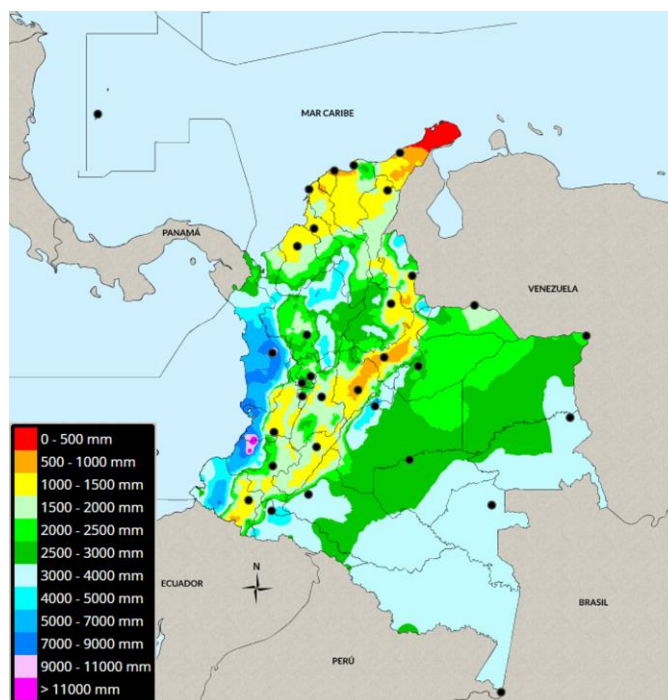 MAR CARIBE
PANAMÁ
VENEZUELA
0 - 500 mm
500 - 1000 mm
1000 - 1500 mm
1500 - 2000 mm
2000 - 2500 mm
2500 - 3000 mm
3000 - 4000 mm
4000 - 5000 mm
5000 - 7000 mm
7000 - 9000 mm
9000 - 11000 mm
> 11000 mm
N
ECUADOR
BRASIL
PERÚ